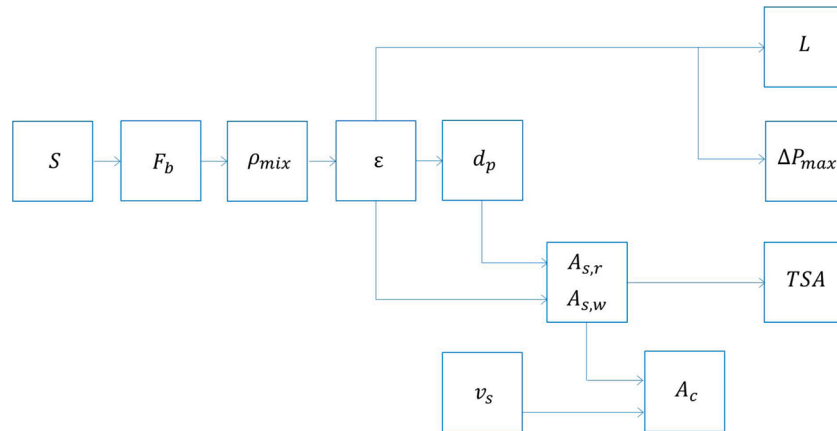 L
S
F_b
ρ_mix
ε
d_p
ΔP_max
A_s,r
A_s,w
TSA
v_s
A_c